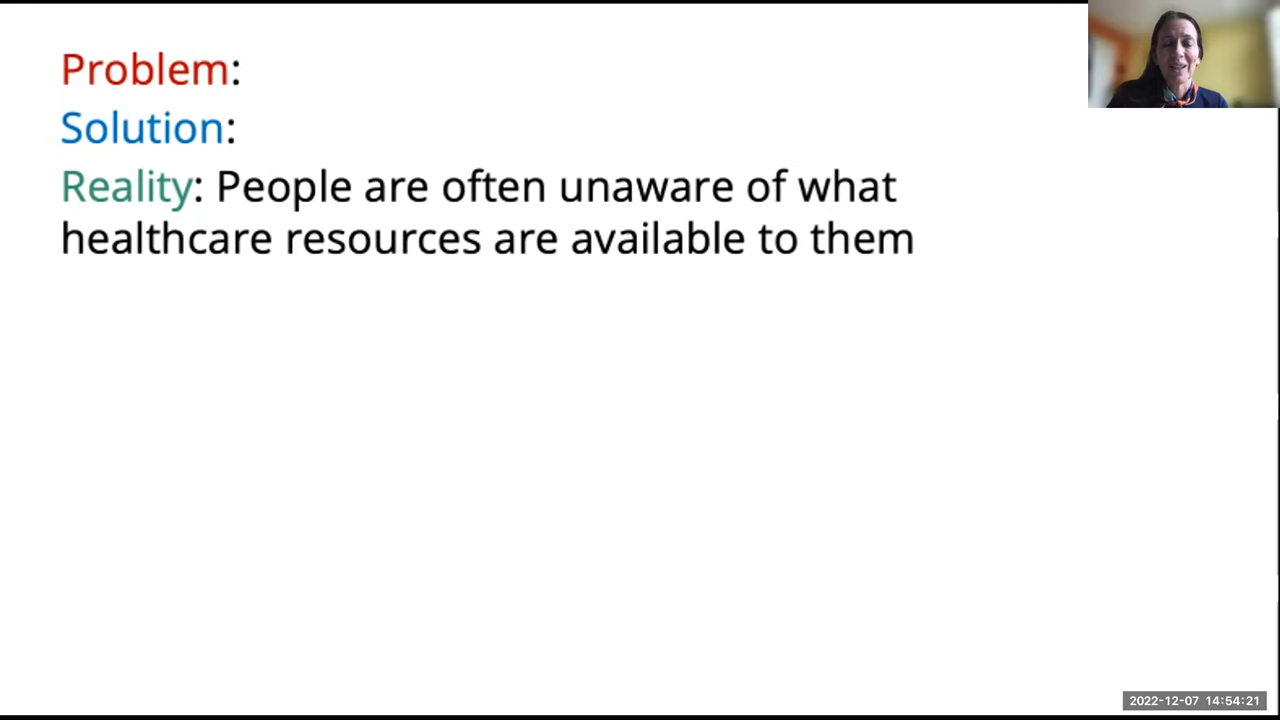 Problem:
Solution:
Reality: People are often unaware of what
healthcare resources are available to them
2022-12-07 14:54:21